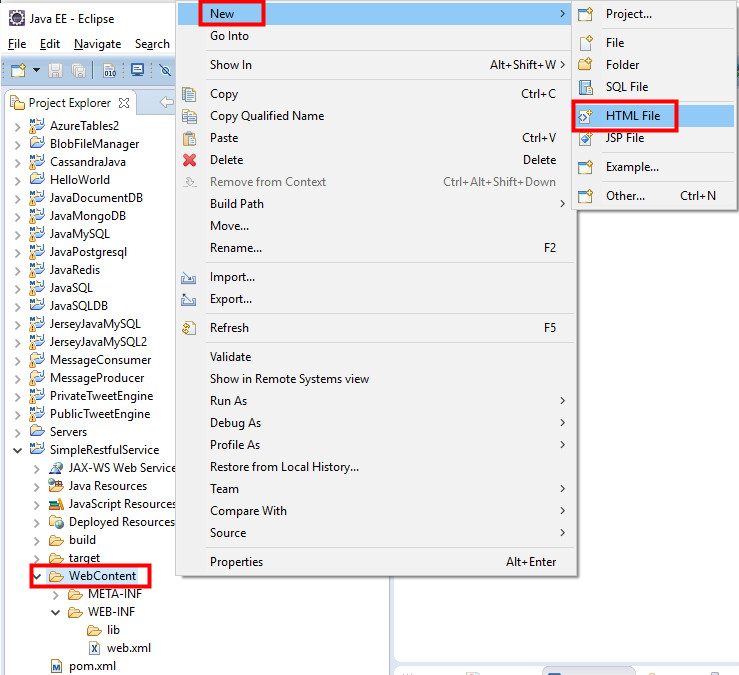 Java EE - Eclipse
File Edit Navigate Search
Project Explorer
AzureTables2
BlobFileManager
CassandraJava
HelloWorld
JavaDocumentDB
JavaMongoDB
JavaMySQL
JavaPostgresql
JavaRedis
JavaSQL
JavaSQLDB
JerseyJavaMySQL
JerseyJavaMySQL2
MessageConsumer
MessageProducer
PrivateTweetEngine
PublicTweetEngine
Servers
SimpleRestfulService
JAX-WS Web Service
Java Resources
JavaScript Resources
Deployed Resources
build
target
WebContent
META-INF
WEB-INF
lib
web.xml
pom.xml
New
Go Into
Show In Alt+Shift+W
Copy Ctrl+C
Copy Qualified Name
Paste Ctrl+V
Delete Delete
Remove from Context Ctrl+Alt+Shift+Down
Build Path
Move...
Rename... F2
Import...
Export...
Refresh F5
Validate
Show in Remote Systems view
Run As
Debug As
Profile As
Restore from Local History...
Team
Compare With
Source
Properties Alt+Enter
Project...
File
Folder
SQL File
HTML File
JSP File
Example...
Other... Ctrl+N